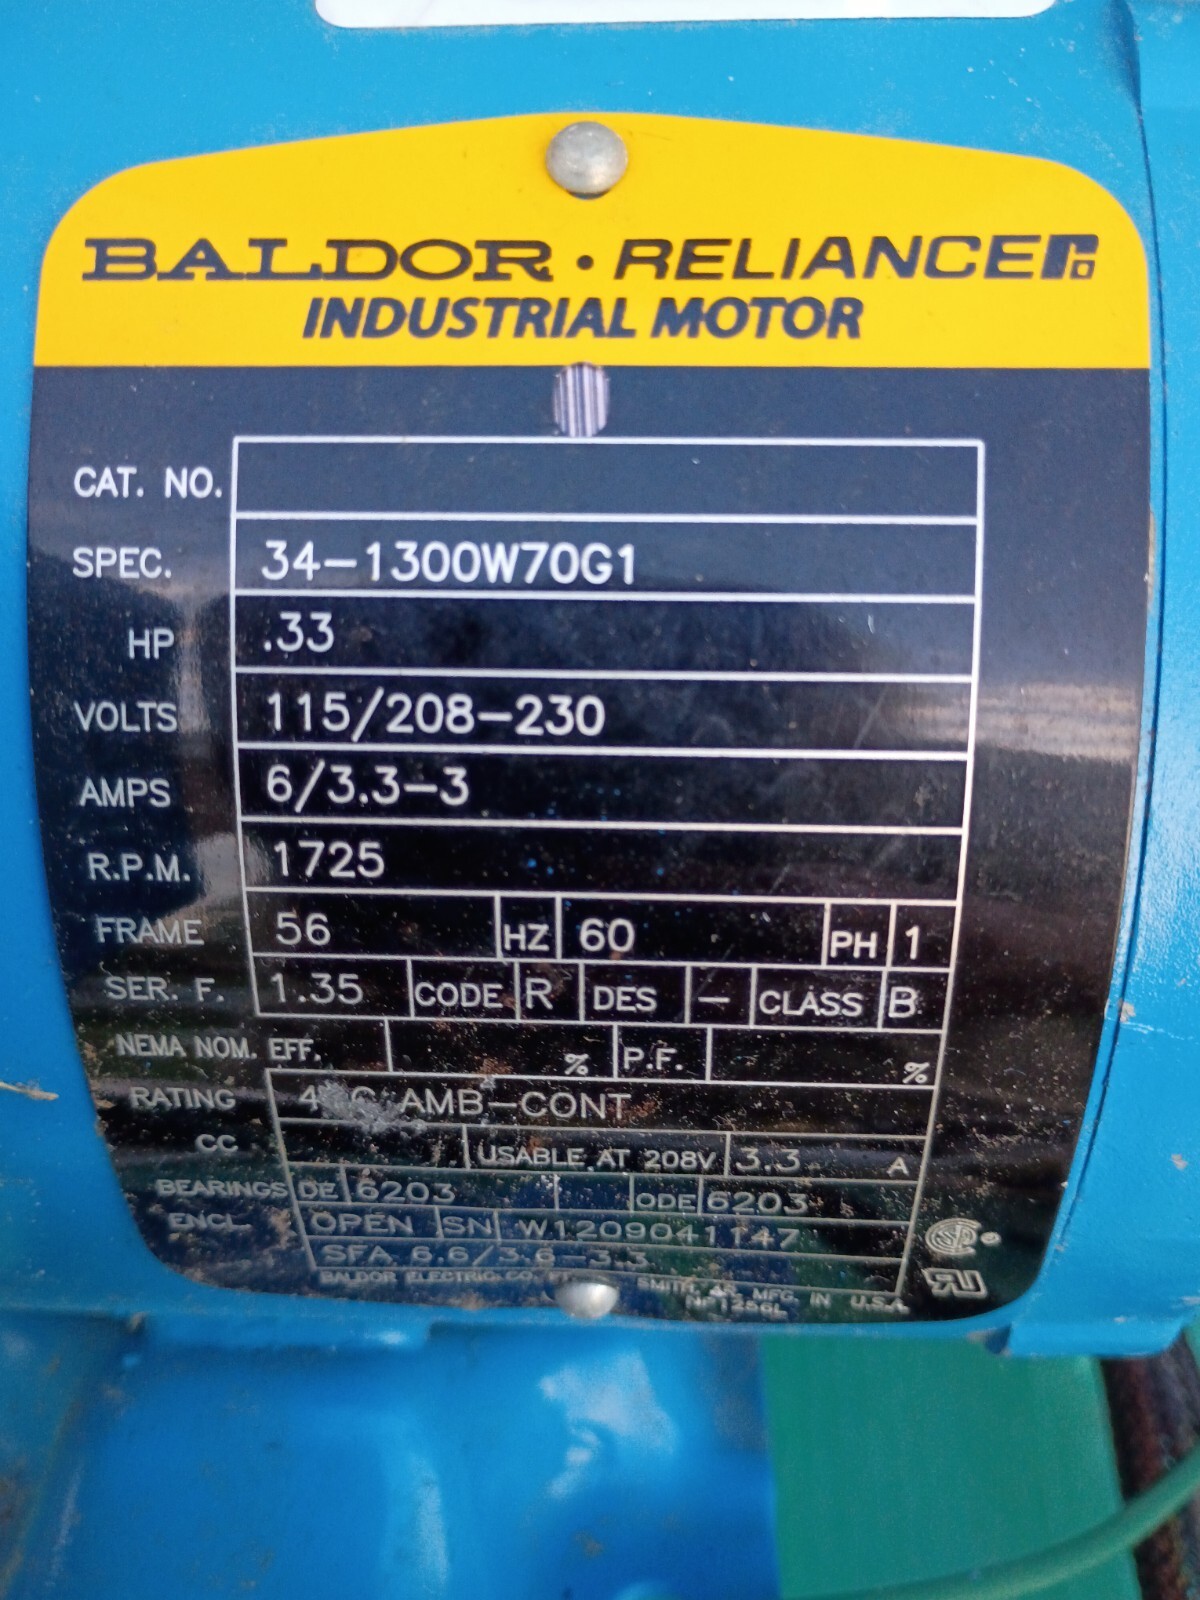 BALDOR · RELIANCE
INDUSTRIAL MOTOR
CAT. NO.
SPEC. 34-1300W70G1
HP .33
VOLTS 115/208-230
AMPS 6/3.3-3
R.P.M. 1725
FRAME 56 HZ 60 PH 1
SER. F. 1.35 CODE R DES - CLASS B
NEMA NOM. EFF. % P.F. %
RATING AMB-CONT
CC USABLE AT 208V 3.3 A
BEARINGS DE 6203 ODE 6203
ENCL. OPEN SN W1209041147
SFA 6.6/3.6-3.3
BALDOR ELECTRIC CO. FT. SMITH, AR. MFG. IN U.S.A.
NP1256L